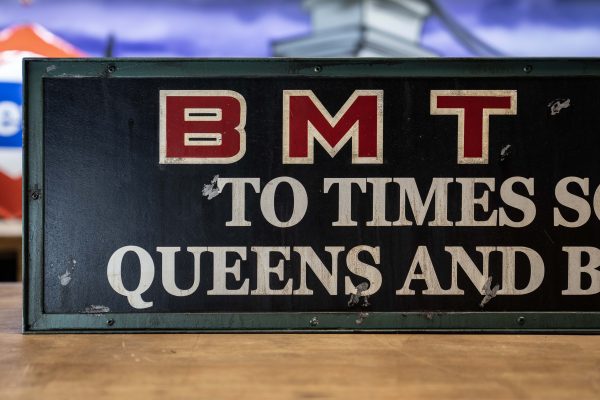 BMT
TO TIMES
QUEENS AND